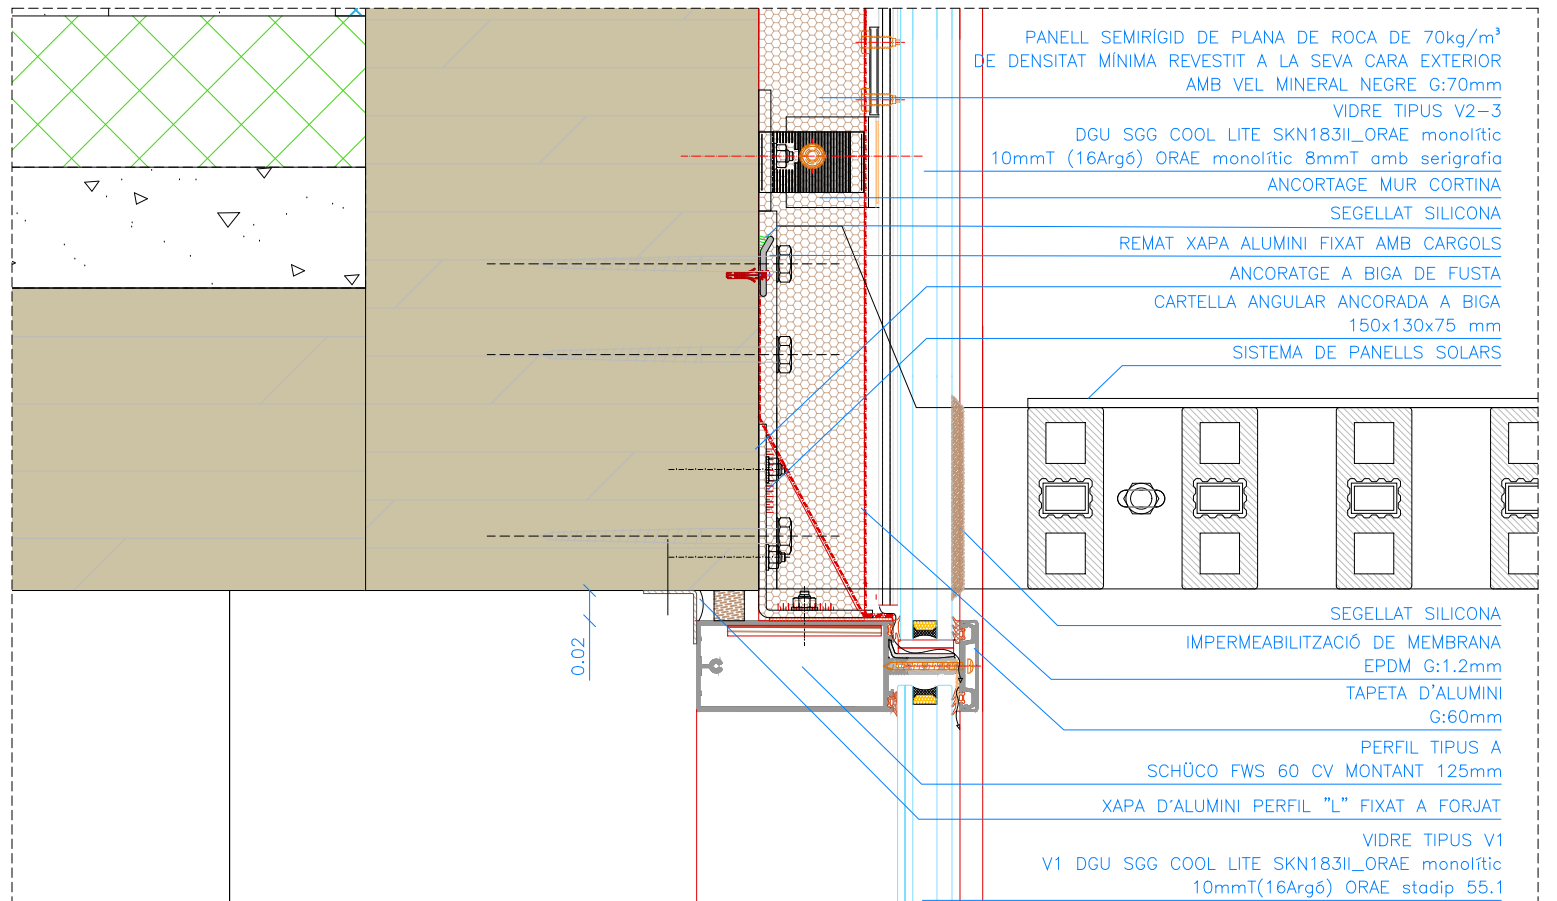 PANELL SEMIRÍGID DE PLANA DE ROCA DE 70kg/m³
DE DENSITAT MÍNIMA REVESTIT A LA SEVA CARA EXTERIOR
AMB VEL MINERAL NEGRE G:70mm
VIDRE TIPUS V2-3
DGU SGG COOL LITE SKN183II_ORAE monolític
10mmT (16Argó) ORAE monolític 8mmT amb serigrafia
ANCORTAGE MUR CORTINA
SEGELLAT SILICONA
REMAT XAPA ALUMINI FIXAT AMB CARGOLS
ANCORATGE A BIGA DE FUSTA
CARTELLA ANGULAR ANCORADA A BIGA
150x130x75 mm
SISTEMA DE PANELLS SOLARS
SEGELLAT SILICONA
IMPERMEABILITZACIÓ DE MEMBRANA
EPDM G:1.2mm
TAPETA D'ALUMINI
G:60mm
PERFIL TIPUS A
SCHÜCO FWS 60 CV MONTANT 125mm
XAPA D'ALUMINI PERFIL "L" FIXAT A FORJAT
VIDRE TIPUS V1
V1 DGU SGG COOL LITE SKN183II_ORAE monolític
10mmT(16Argó) ORAE stadip 55.1
0.02